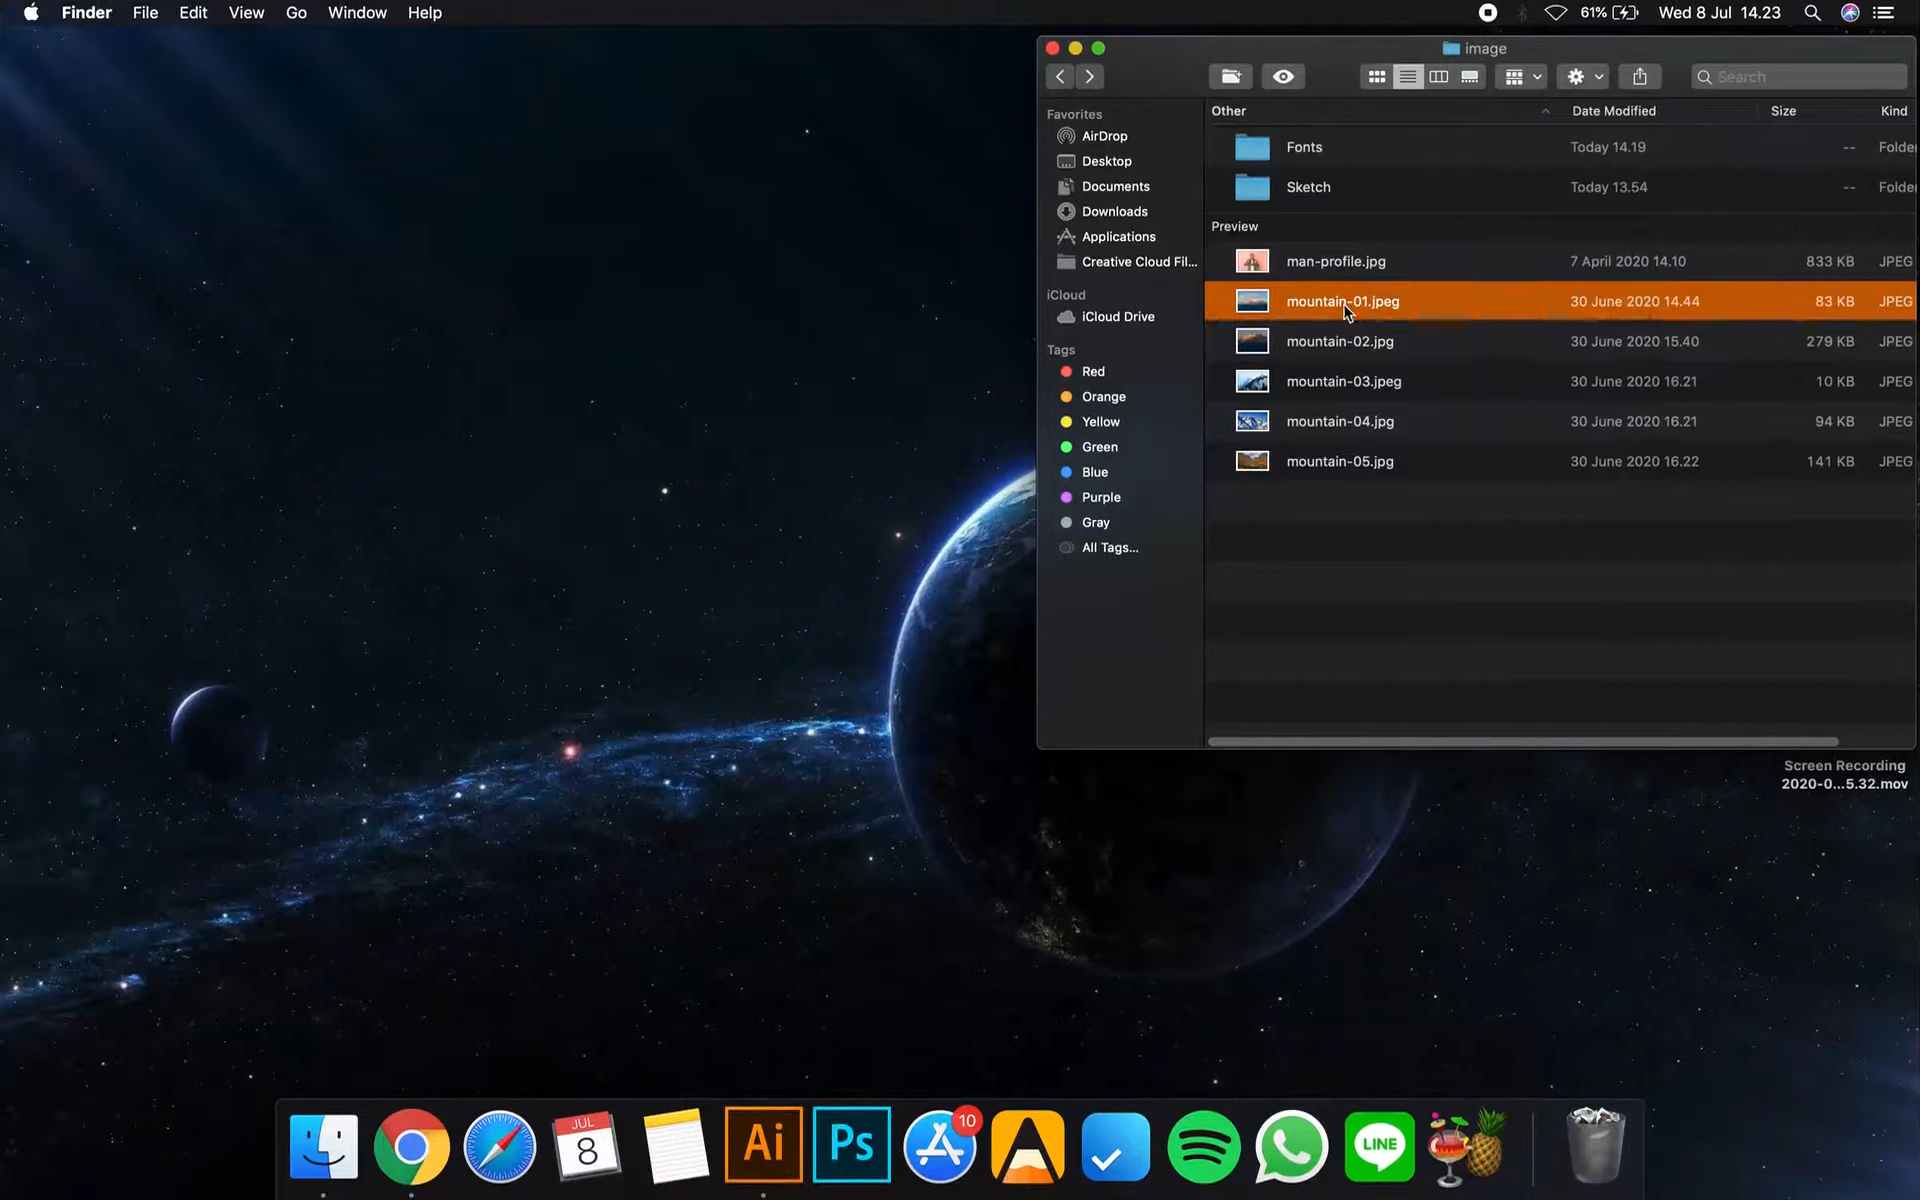 Finder File Edit View Go Window Help
61% Wed 8 Jul 14.23
image
Search
Favorites
AirDrop
Desktop
Documents
Downloads
Applications
Creative Cloud Fil...
iCloud
iCloud Drive
Tags
Red
Orange
Yellow
Green
Blue
Purple
Gray
All Tags...
Other Date Modified Size Kind
Fonts Today 14.19 -- Folde
Sketch Today 13.54 -- Folde
Preview
man-profile.jpg 7 April 2020 14.10 833 KB JPEG
mountain-01.jpeg 30 June 2020 14.44 83 KB JPEG
mountain-02.jpg 30 June 2020 15.40 279 KB JPEG
mountain-03.jpeg 30 June 2020 16.21 10 KB JPEG
mountain-04.jpg 30 June 2020 16.21 94 KB JPEG
mountain-05.jpg 30 June 2020 16.22 141 KB JPEG
Screen Recording
2020-0...5.32.mov
JUL
8
Ai
Ps
10
LINE